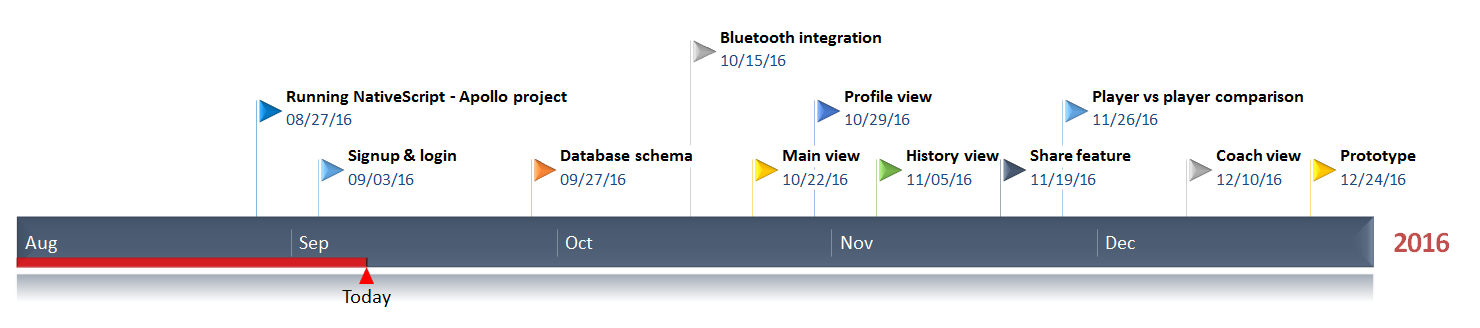 Bluetooth integration
10/15/16
Running NativeScript - Apollo project
08/27/16
Profile view
10/29/16
Player vs player comparison
11/26/16
Signup & login
09/03/16
Database schema
09/27/16
Main view
10/22/16
History view
11/05/16
Share feature
11/19/16
Coach view
12/10/16
Prototype
12/24/16
Aug Sep Oct Nov Dec 2016
Today